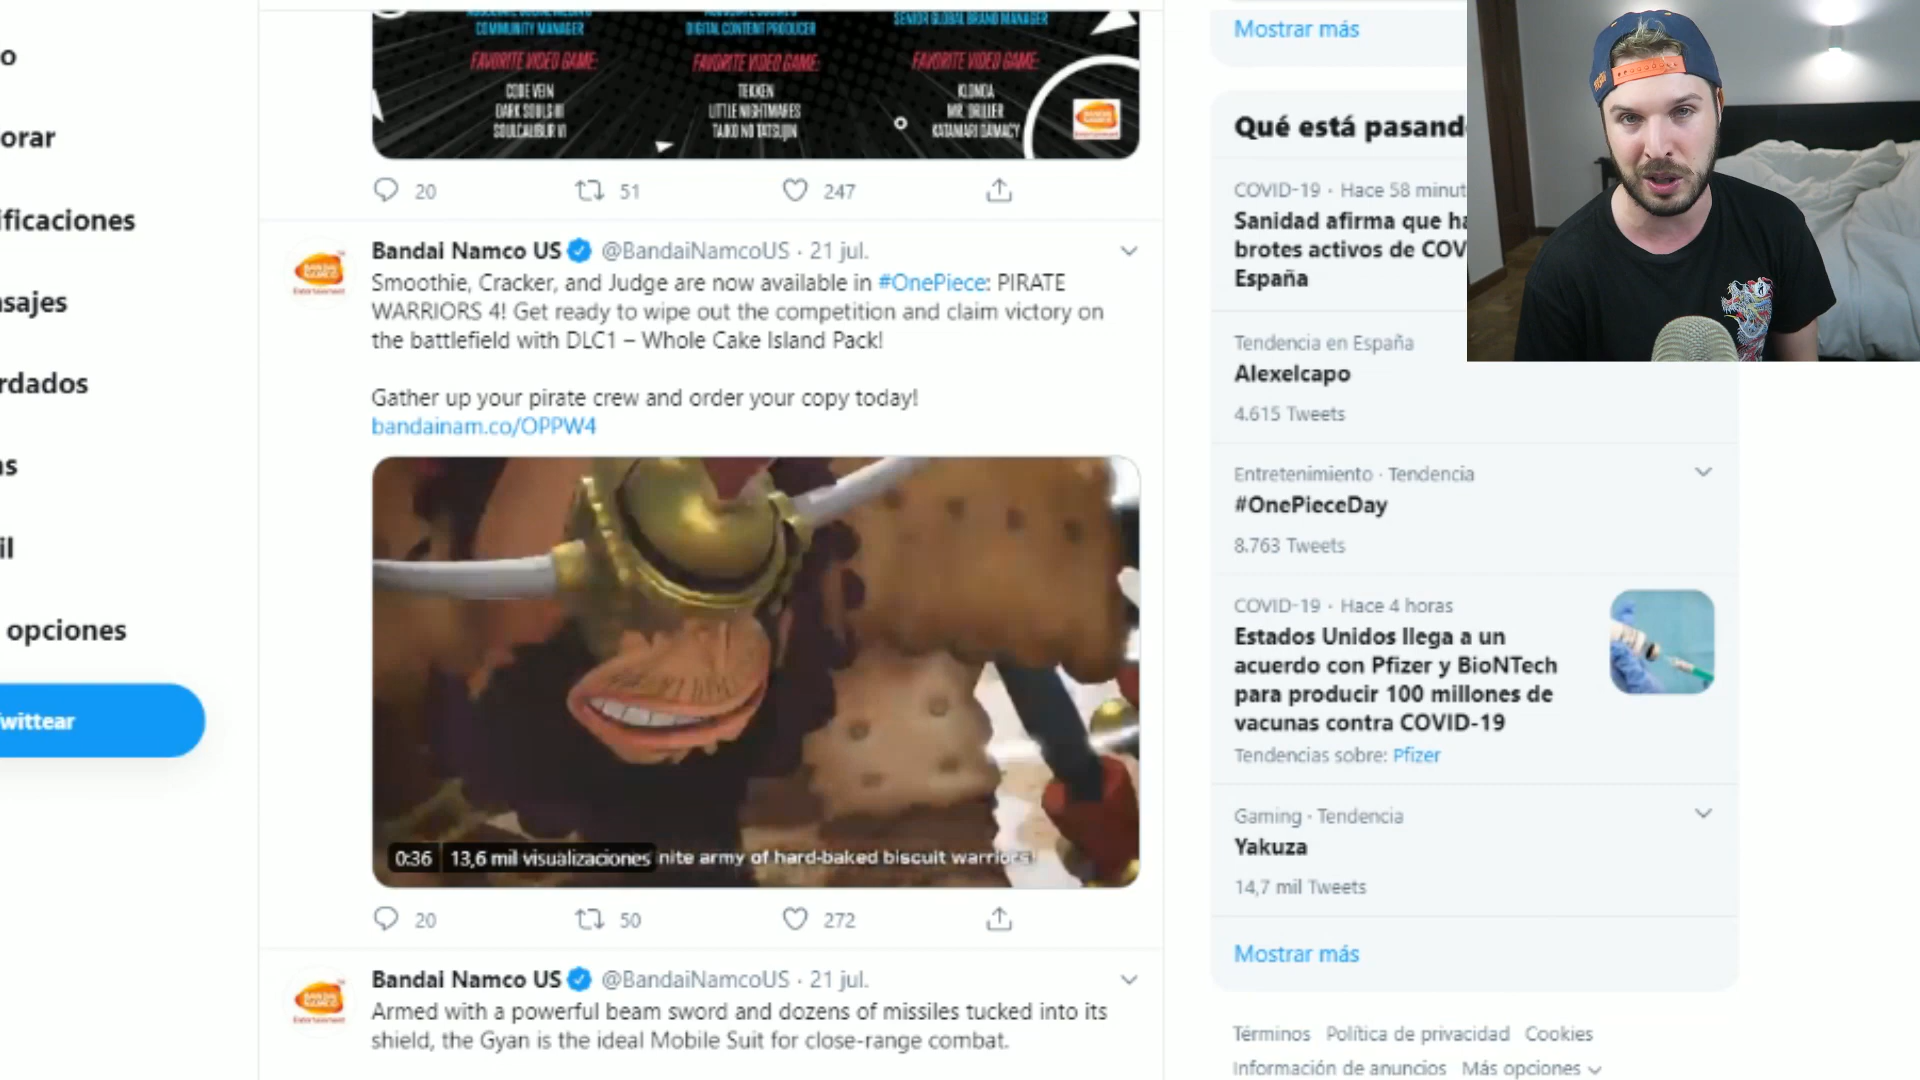 o
orar
ificaciones
sajes
rdados
as
il
opciones
wittear
COMMUNITY MANAGER
DIGITAL CONTENT PRODUCER
SENIOR GLOBAL BRAND MANAGER
FAVORITE VIDEO GAME:
FAVORITE VIDEO GAME:
FAVORITE VIDEO GAME:
CODE VEIN
DARK SOULS III
SOULCALIBUR VI
TEKKEN
LITTLE NIGHTMARES
TAIKO NO TATSUJIN
KLONOA
MR. DRILLER
KATAMARI DAMACY
20
51
247
Bandai Namco US @BandaiNamcoUS · 21 jul.
Smoothie, Cracker, and Judge are now available in #OnePiece: PIRATE
WARRIORS 4! Get ready to wipe out the competition and claim victory on
the battlefield with DLC1 – Whole Cake Island Pack!
Gather up your pirate crew and order your copy today!
bandainam.co/OPPW4
0:36 13,6 mil visualizaciones nite army of hard-baked biscuit warriors!
20
50
272
Bandai Namco US @BandaiNamcoUS · 21 jul.
Armed with a powerful beam sword and dozens of missiles tucked into its
shield, the Gyan is the ideal Mobile Suit for close-range combat.
Mostrar más
Qué está pasand
COVID-19 · Hace 58 minut
Sanidad afirma que ha
brotes activos de COV
España
Tendencia en España
Alexelcapo
4.615 Tweets
Entretenimiento · Tendencia
#OnePieceDay
8.763 Tweets
COVID-19 · Hace 4 horas
Estados Unidos llega a un
acuerdo con Pfizer y BioNTech
para producir 100 millones de
vacunas contra COVID-19
Tendencias sobre: Pfizer
Gaming · Tendencia
Yakuza
14,7 mil Tweets
Mostrar más
Términos Política de privacidad Cookies
Información de anuncios Más opciones